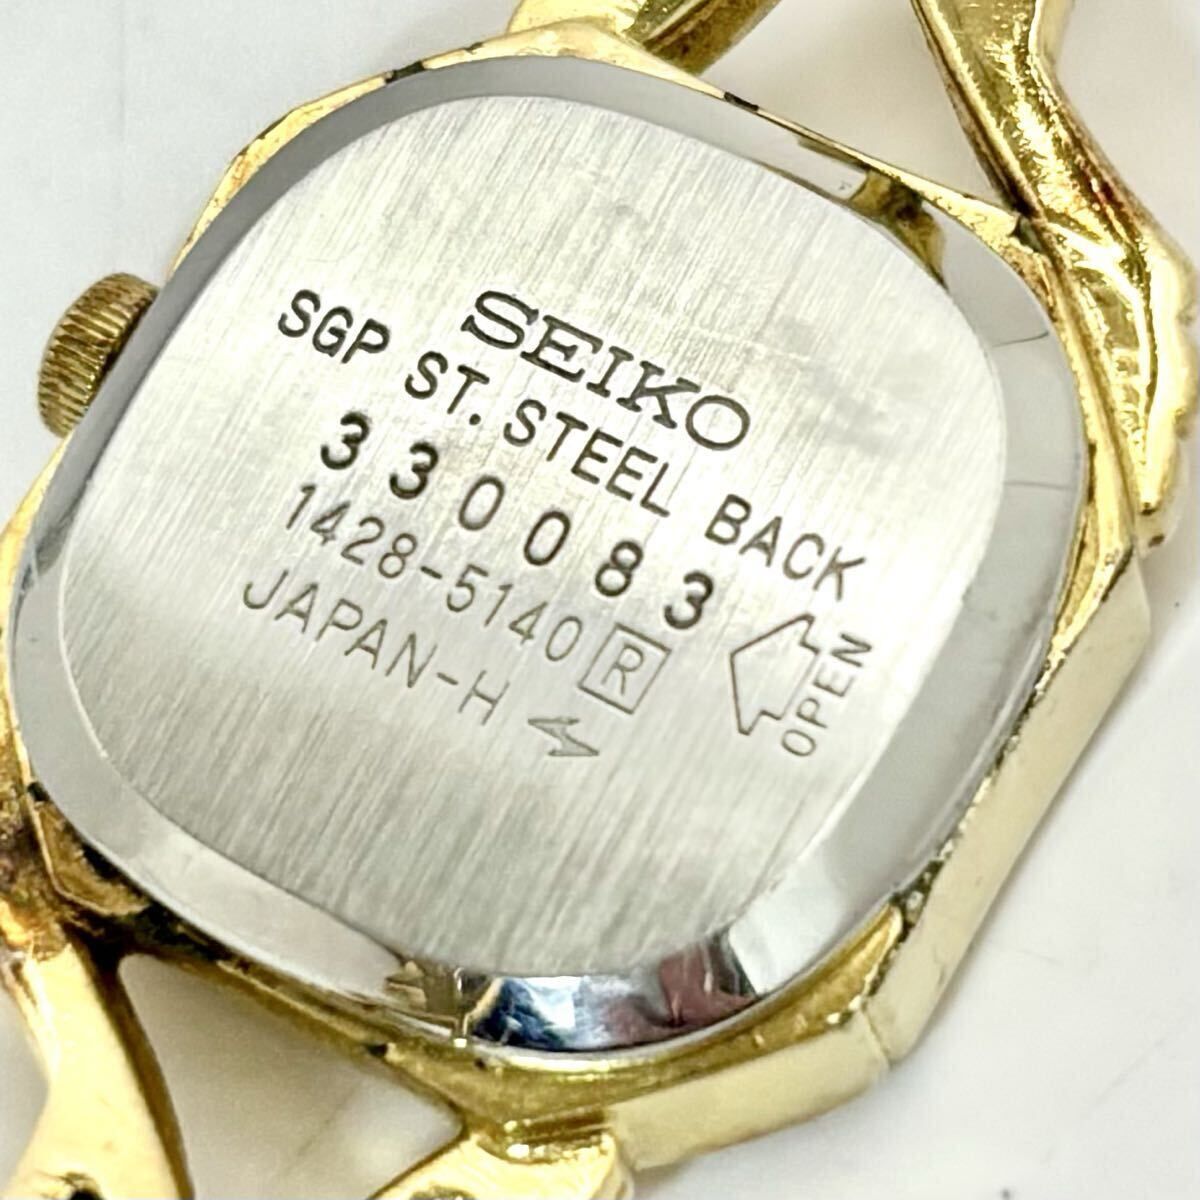 SEIKO
SGP ST. STEEL BACK
330083
1428-5140 R
JAPAN-H
OPEN